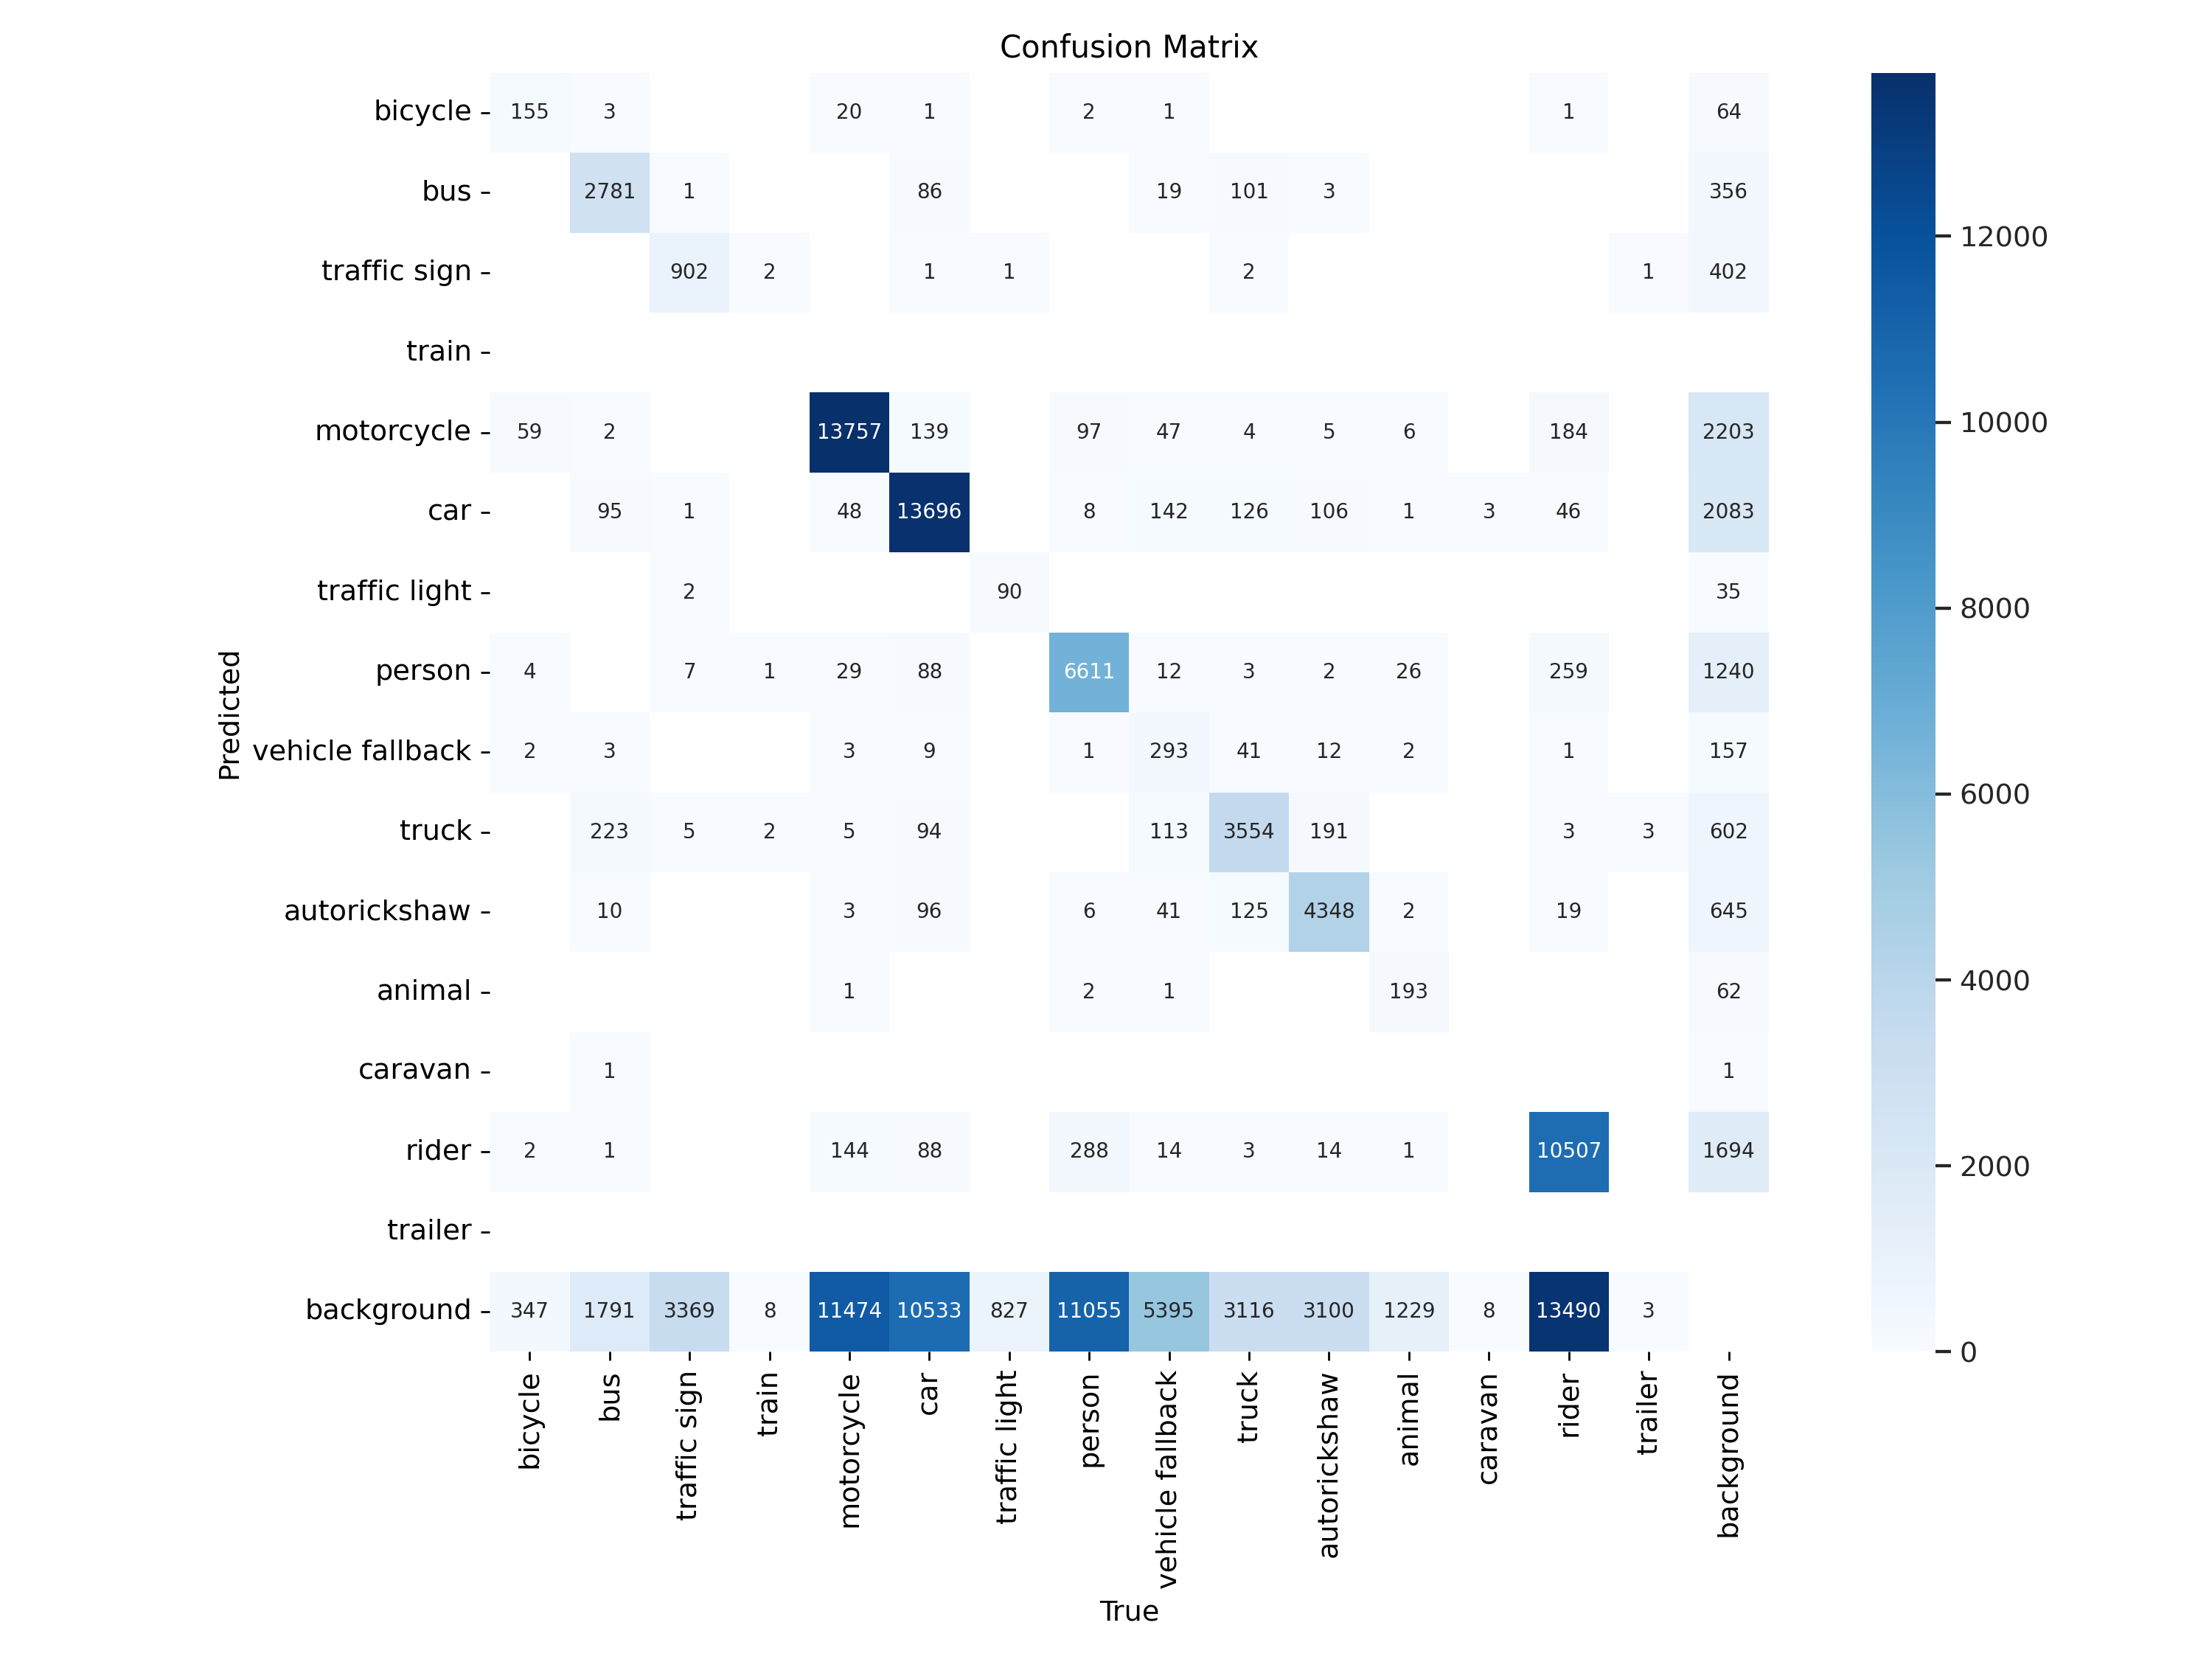 Confusion Matrix
bicycle 155 3 20 1 2 1 1 64
bus 2781 1 86 19 101 3 356
traffic sign 902 2 1 1 2 1 402
train
motorcycle 59 2 13757 139 97 47 4 5 6 184 2203
car 95 1 48 13696 8 142 126 106 1 3 46 2083
traffic light 2 90 35
person 4 7 1 29 88 6611 12 3 2 26 259 1240
vehicle fallback 2 3 3 9 1 293 41 12 2 1 157
truck 223 5 2 5 94 113 3554 191 3 3 602
autorickshaw 10 3 96 6 41 125 4348 2 19 645
animal 1 2 1 193 62
caravan 1 1
rider 2 1 144 88 288 14 3 14 1 10507 1694
trailer
background 347 1791 3369 8 11474 10533 827 11055 5395 3116 3100 1229 8 13490 3
Predicted
bicycle bus traffic sign train motorcycle car traffic light person vehicle fallback truck autorickshaw animal caravan rider trailer background
True
12000
10000
8000
6000
4000
2000
0